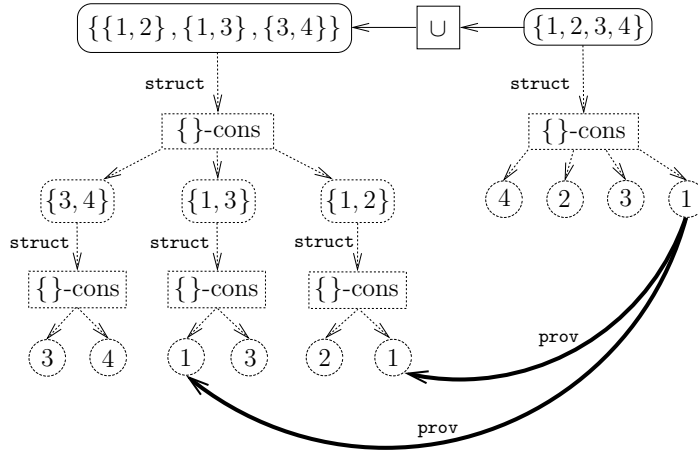 {{1, 2} , {1, 3} , {3, 4}} ∪ {1, 2, 3, 4}
struct struct
{}-cons {}-cons
{3, 4} {1, 3} {1, 2} 4 2 3 1
struct struct struct
{}-cons {}-cons {}-cons
prov
3 4 1 3 2 1
prov